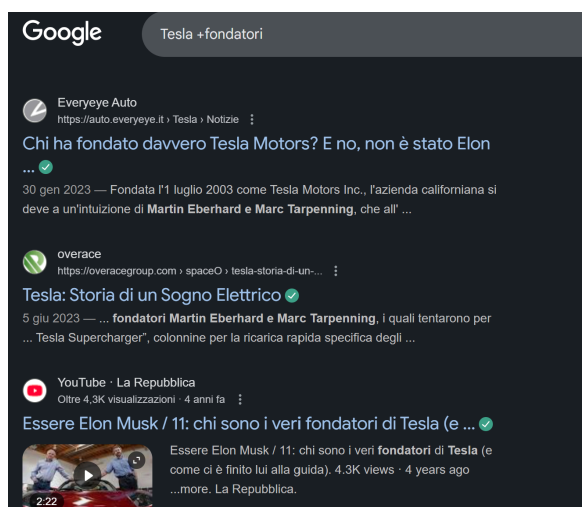 Google
Tesla +fondatori
Everyeye Auto
https://auto.everyeye.it › Tesla › Notizie
Chi ha fondato davvero Tesla Motors? E no, non è stato Elon
...
30 gen 2023 — Fondata l'1 luglio 2003 come Tesla Motors Inc., l'azienda californiana si
deve a un'intuizione di Martin Eberhard e Marc Tarpenning, che all' ...
overace
https://overacegroup.com › spaceO › tesla-storia-di-un-...
Tesla: Storia di un Sogno Elettrico
5 giu 2023 — ... fondatori Martin Eberhard e Marc Tarpenning, i quali tentarono per
... Tesla Supercharger”, colonnine per la ricarica rapida specifica degli ...
YouTube · La Repubblica
Oltre 4,3K visualizzazioni · 4 anni fa
Essere Elon Musk / 11: chi sono i veri fondatori di Tesla (e ...
Essere Elon Musk / 11: chi sono i veri fondatori di Tesla (e
come ci è finito lui alla guida). 4.3K views · 4 years ago
...more. La Repubblica.
2:22